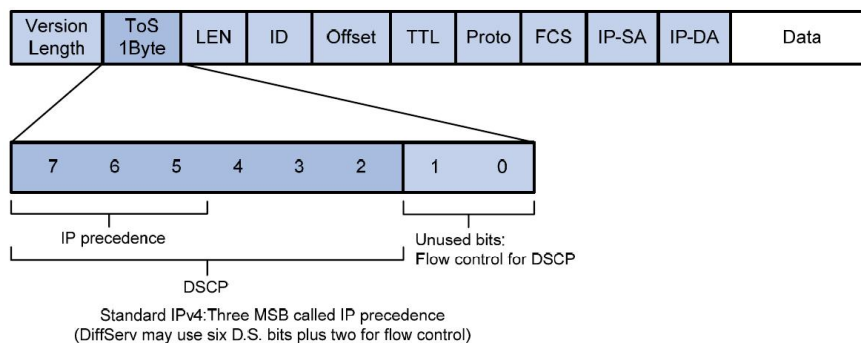 Version Length ToS 1Byte LEN ID Offset TTL Proto FCS IP-SA IP-DA Data
7 6 5 4 3 2 1 0
IP precedence
Unused bits:
Flow control for DSCP
DSCP
Standard IPv4:Three MSB called IP precedence
(DiffServ may use six D.S. bits plus two for flow control)